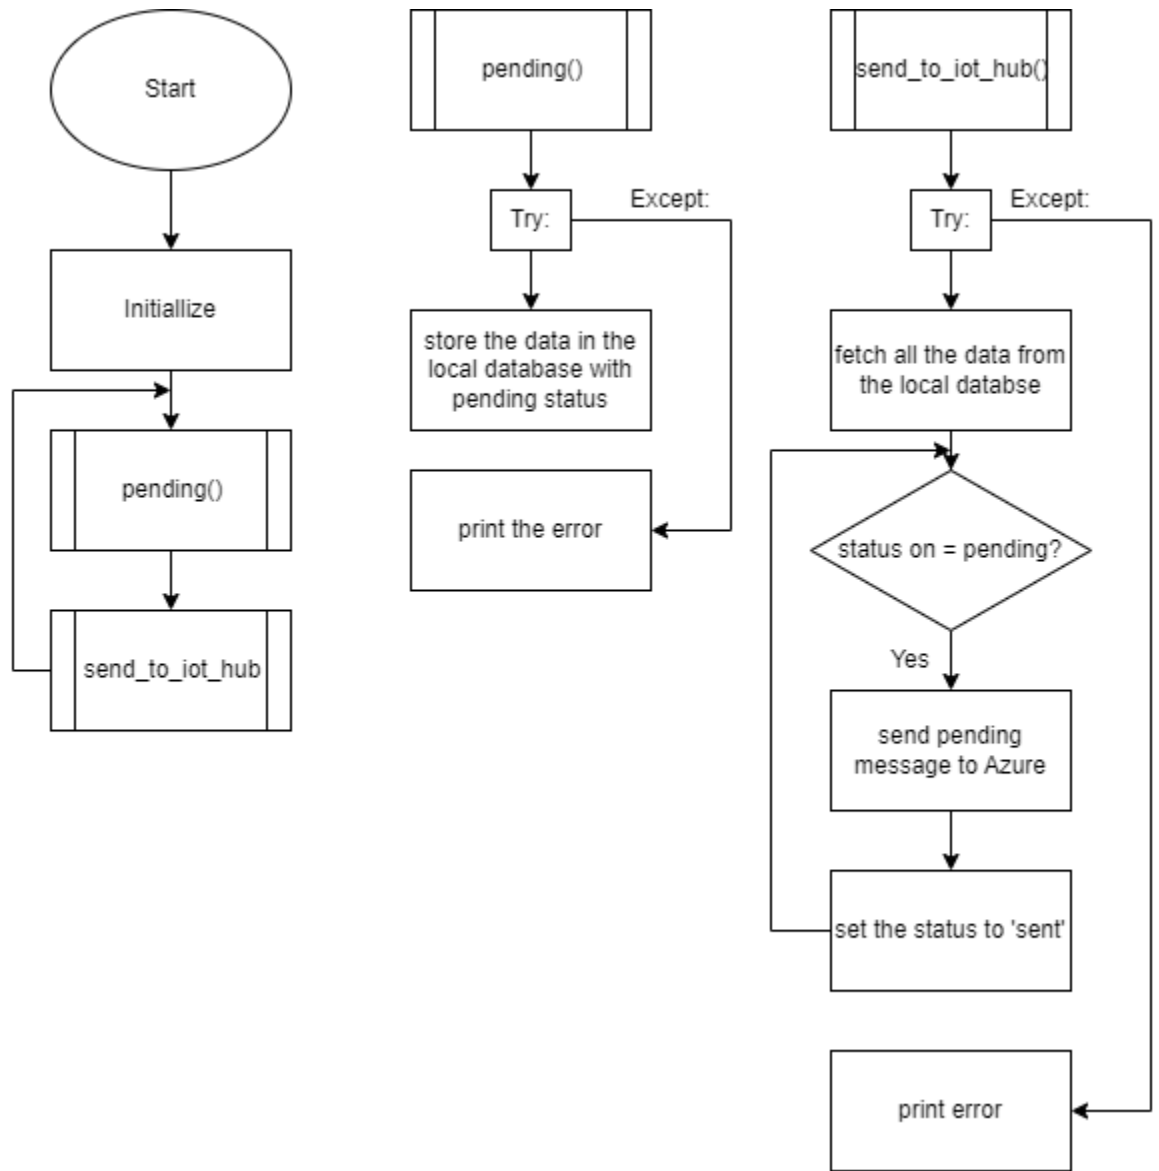 Start
Initiallize
pending()
send_to_iot_hub
pending()
Try:
Except:
store the data in the
local database with
pending status
print the error
send_to_iot_hub()
Try:
Except:
fetch all the data from
the local databse
status on = pending?
Yes
send pending
message to Azure
set the status to 'sent'
print error